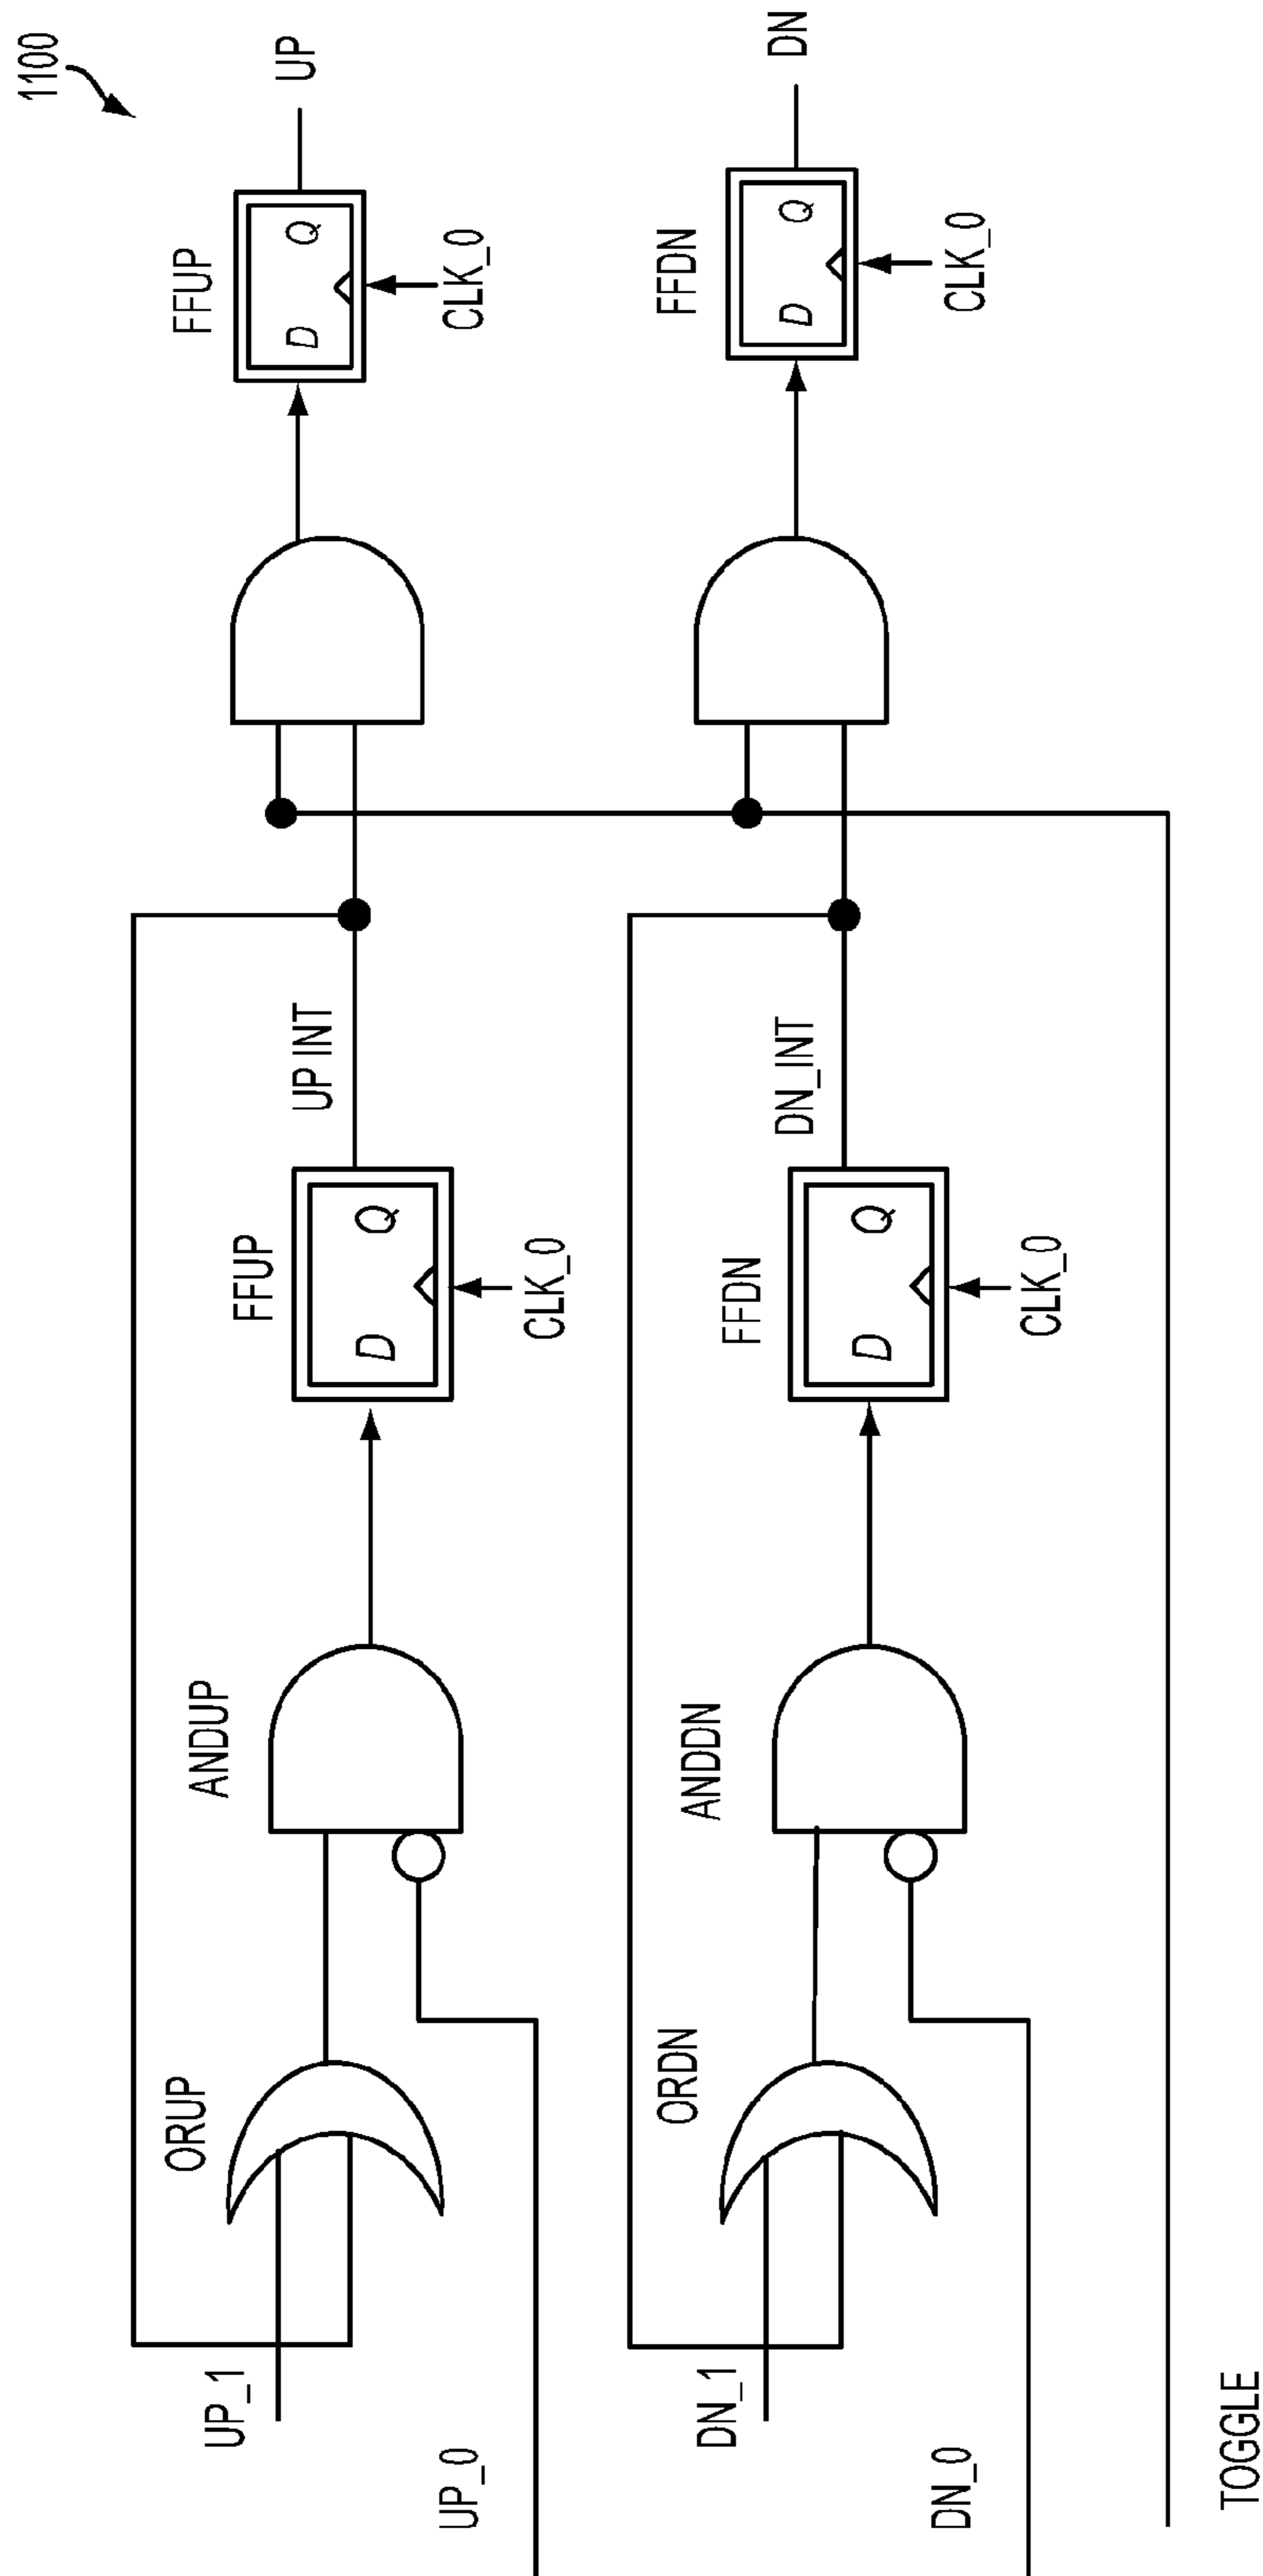 1100
UP_1
UP_0
ORUP
ANDUP
FFUP
D
Q
CLK_0
UP INT
FFUP
D
Q
CLK_0
UP
DN_1
DN_0
ORDN
ANDDN
FFDN
D
Q
CLK_0
DN_INT
FFDN
D
Q
CLK_0
DN
TOGGLE